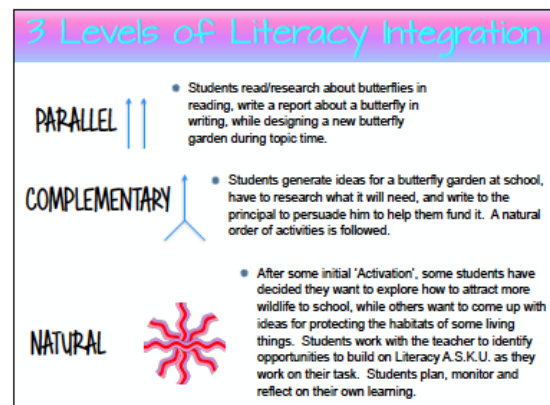 3 Levels of Literacy Integration
PARALLEL
Students read/research about butterflies in
reading, write a report about a butterfly in
writing, while designing a new butterfly
garden during topic time.
COMPLEMENTARY
Students generate ideas for a butterfly garden at school,
have to research what it will need, and write to the
principal to persuade him to help them fund it. A natural
order of activities is followed.
NATURAL
After some initial 'Activation', some students have
decided they want to explore how to attract more
wildlife to school, while others want to come up with
ideas for protecting the habitats of some living
things. Students work with the teacher to identify
opportunities to build on Literacy A.S.K.U. as they
work on their task. Students plan, monitor and
reflect on their own learning.